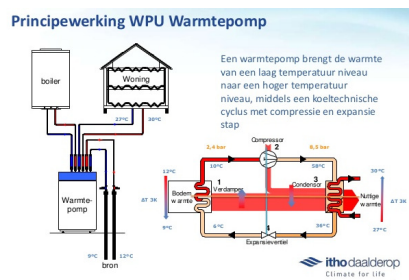 Principewerking WPU Warmtepomp
Een warmtepomp brengt de warmte
van een laag temperatuur niveau
naar een hoger temperatuur
niveau, middels een koeltechnische
cyclus met compressie en expansie
stap
boiler
Woning
27°C
30°C
Warmte-
pomp
12°C
ΔT 3K
9°C
9°C
12°C
bron
Compressor
2,4 bar
2
8,5 bar
10°C
58°C
1
Verdamper
3
Condensor
Bodem
warmte
Nuttige
warmte
6°C
36°C
Expansieventiel
4
30°C
ΔT 3K
27°C
itho daalderop
Climate for life